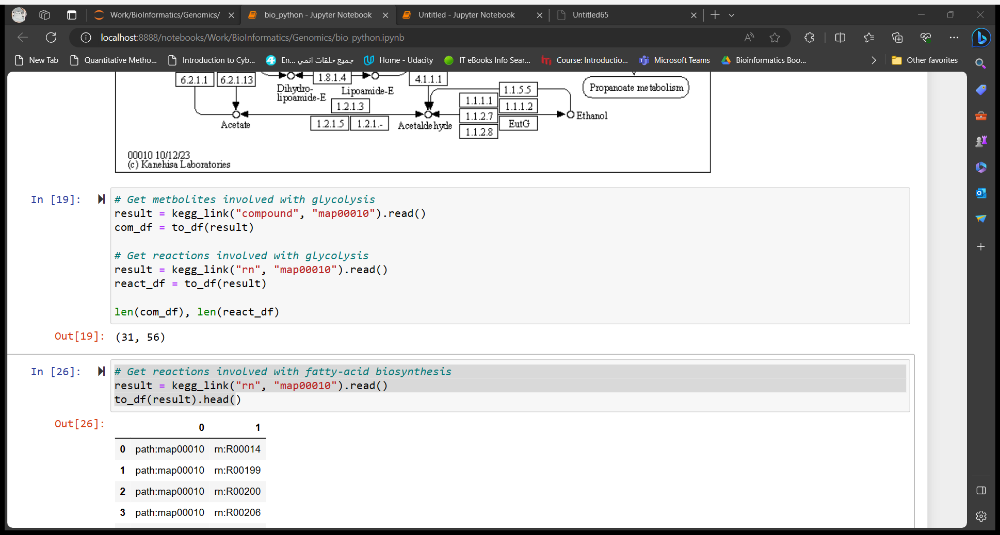 Work/BioInformatics/Genomics/
bio_python - Jupyter Notebook
Untitled - Jupyter Notebook
Untitled65
localhost:8888/notebooks/Work/BioInformatics/Genomics/bio_python.ipynb
New Tab
Quantitative Metho...
Introduction to Cyb...
En... جميع حلقات انمي
Home - Udacity
IT eBooks Info Sear...
Course: Introductio...
Microsoft Teams
Bioinformatics Boo...
Other favorites
6.2.1.1
6.2.1.13
1.8.1.4
4.1.1.1
Dihydro-
lipoamide-E
Lipoamide-E
1.1.5.5
Propanoate metabolism
1.2.1.3
1.1.1.1
1.1.1.2
1.1.2.7
Ethanol
Acetate
1.2.1.5
1.2.1.-
Acetaldehyde
EutG
1.1.2.8
00010 10/12/23
(c) Kanehisa Laboratories
In [19]:
# Get metbolites involved with glycolysis
result = kegg_link("compound", "map00010").read()
com_df = to_df(result)
# Get reactions involved with glycolysis
result = kegg_link("rn", "map00010").read()
react_df = to_df(result)
len(com_df), len(react_df)
Out[19]: (31, 56)
In [26]:
# Get reactions involved with fatty-acid biosynthesis
result = kegg_link("rn", "map00010").read()
to_df(result).head()
Out[26]:
0 1
0 path:map00010 rn:R00014
1 path:map00010 rn:R00199
2 path:map00010 rn:R00200
3 path:map00010 rn:R00206